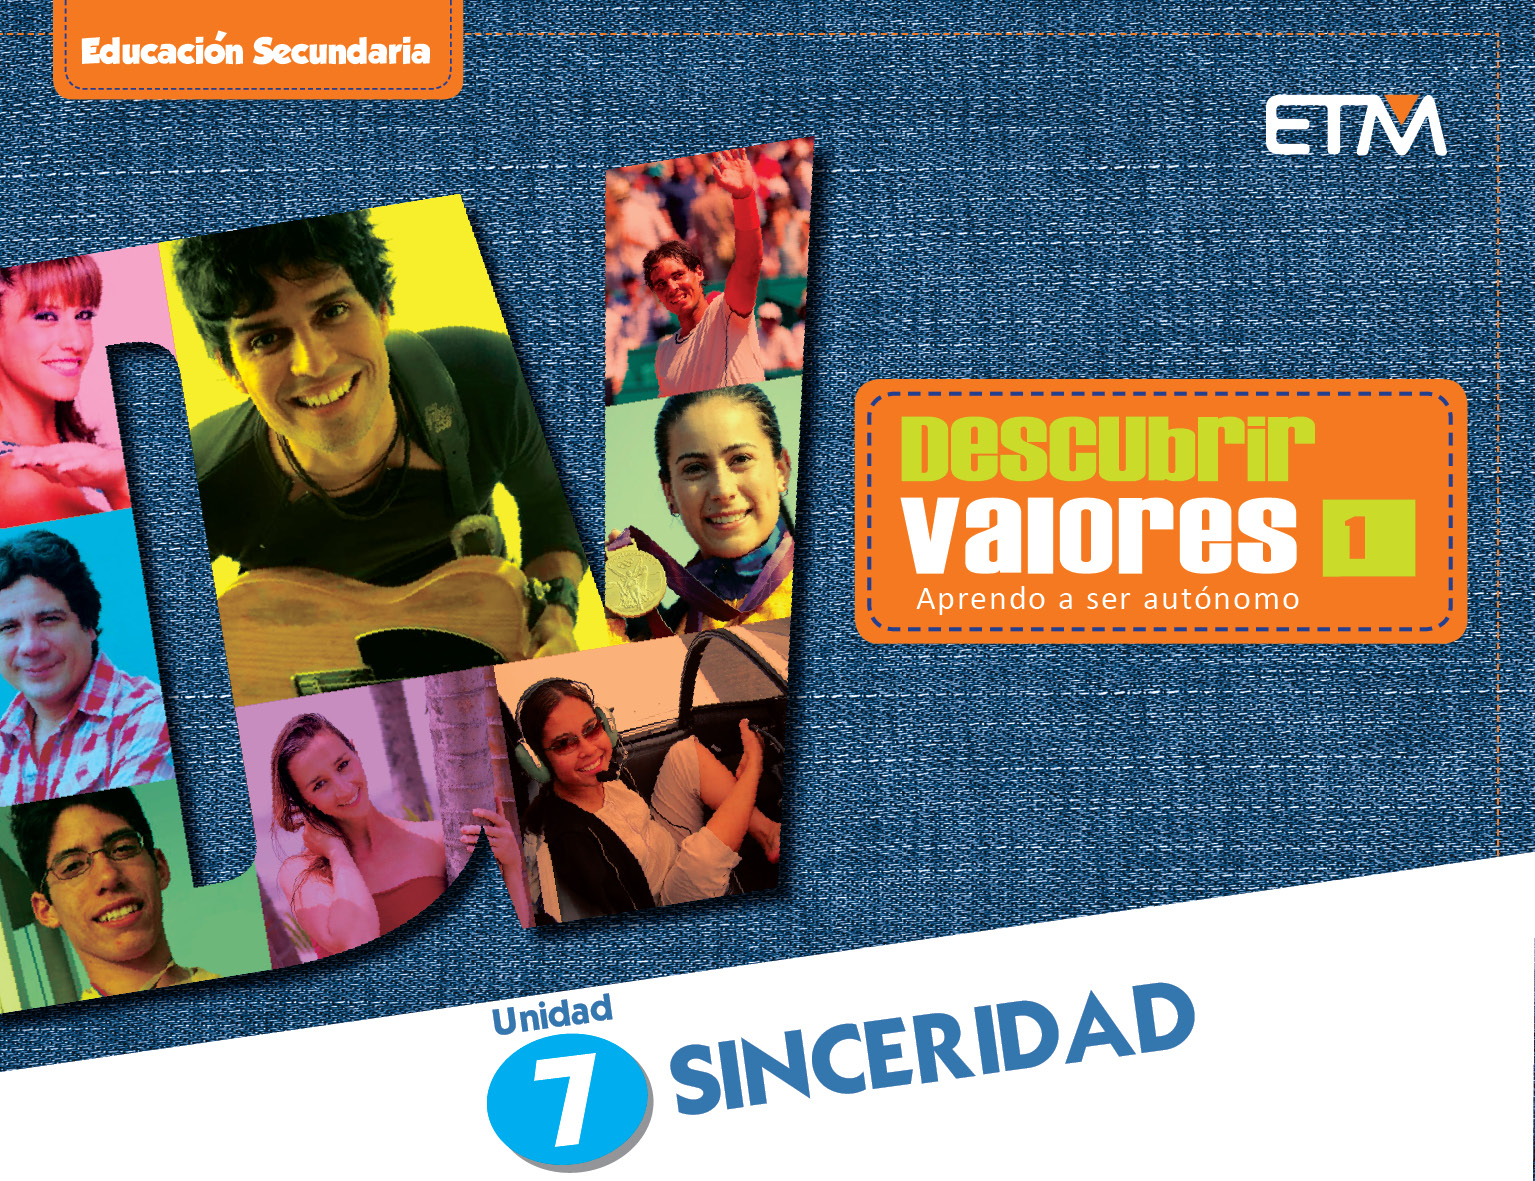 Educación Secundaria
ETM
Descubrir
valores 1
Aprendo a ser autónomo
Unidad
7 SINCERIDAD